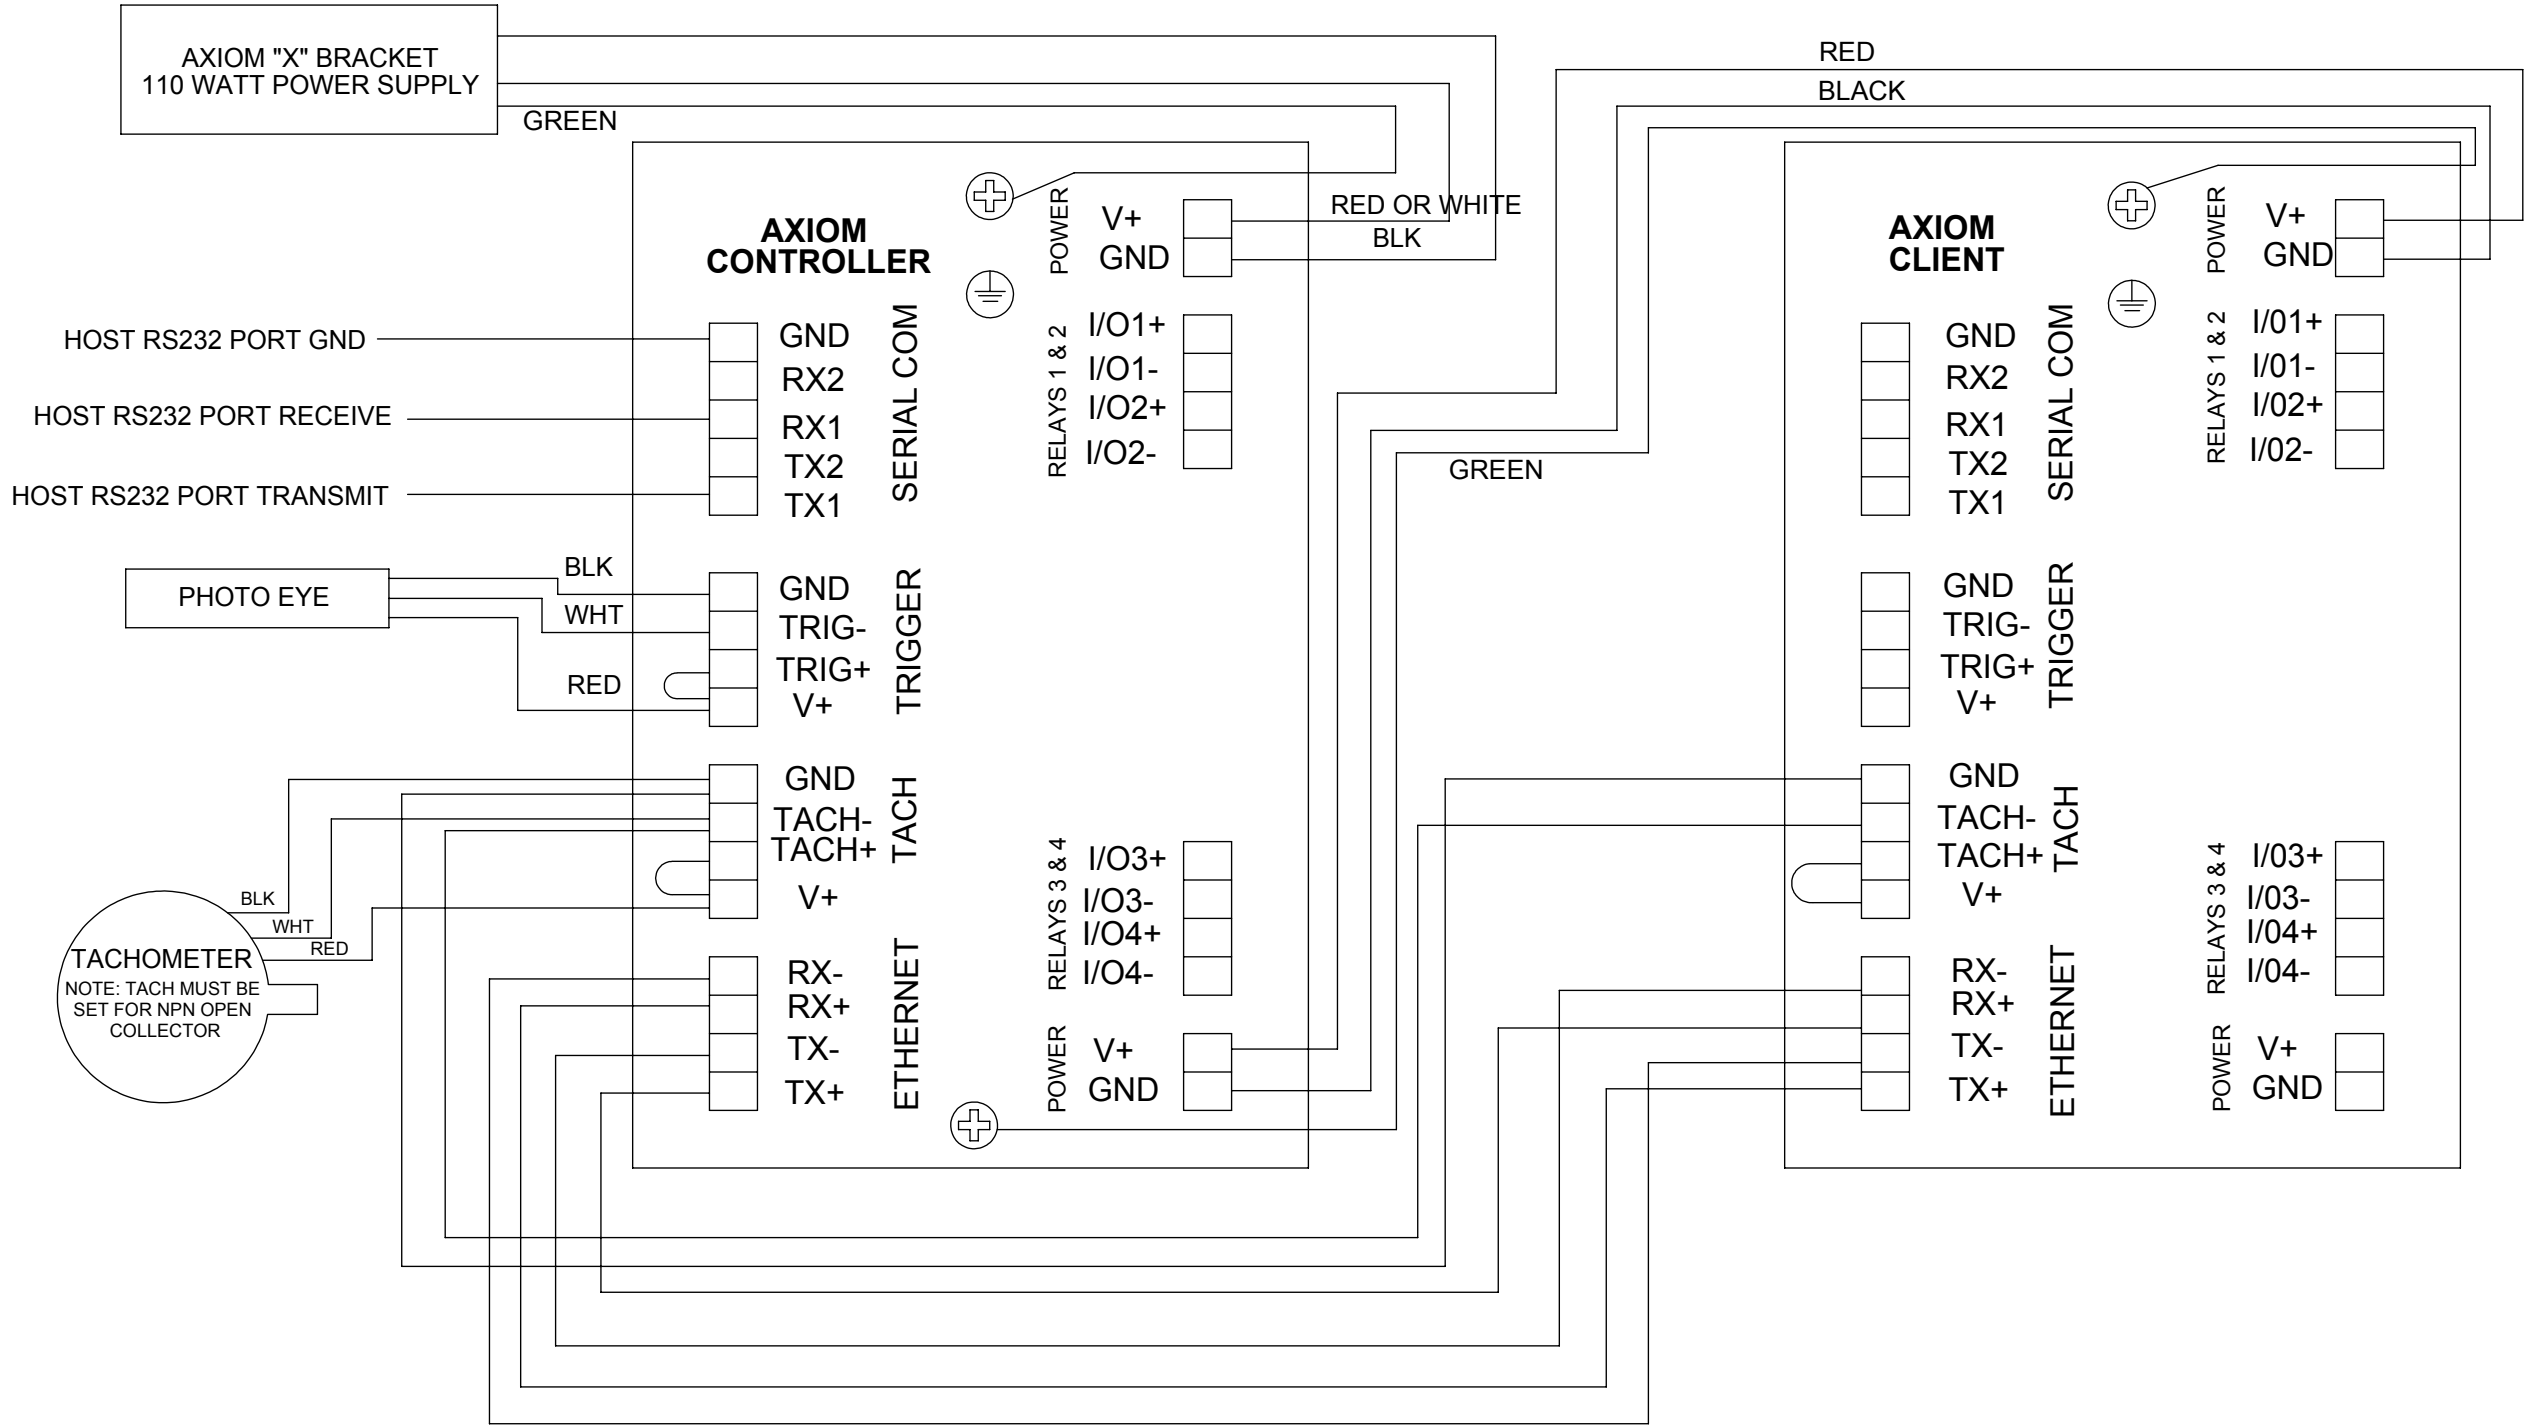 AXIOM "X" BRACKET
110 WATT POWER SUPPLY
GREEN
RED
BLACK
GREEN
AXIOM
CONTROLLER
POWER
V+
GND
RED OR WHITE
BLK
HOST RS232 PORT GND
HOST RS232 PORT RECEIVE
HOST RS232 PORT TRANSMIT
GND
RX2
RX1
TX2
TX1
SERIAL COM
RELAYS 1 & 2
I/O1+
I/O1-
I/O2+
I/O2-
PHOTO EYE
BLK
WHT
RED
GND
TRIG-
TRIG+
V+
TRIGGER
GND
TACH-
TACH+
V+
TACH
BLK
WHT
RED
TACHOMETER
NOTE: TACH MUST BE
SET FOR NPN OPEN
COLLECTOR
RX-
RX+
TX-
TX+
ETHERNET
RELAYS 3 & 4
I/O3+
I/O3-
I/O4+
I/O4-
POWER
V+
GND
AXIOM
CLIENT
POWER
V+
GND
GND
RX2
RX1
TX2
TX1
SERIAL COM
RELAYS 1 & 2
I/01+
I/01-
I/02+
I/02-
GND
TRIG-
TRIG+
V+
TRIGGER
GND
TACH-
TACH+
V+
TACH
RX-
RX+
TX-
TX+
ETHERNET
RELAYS 3 & 4
I/03+
I/03-
I/04+
I/04-
POWER
V+
GND